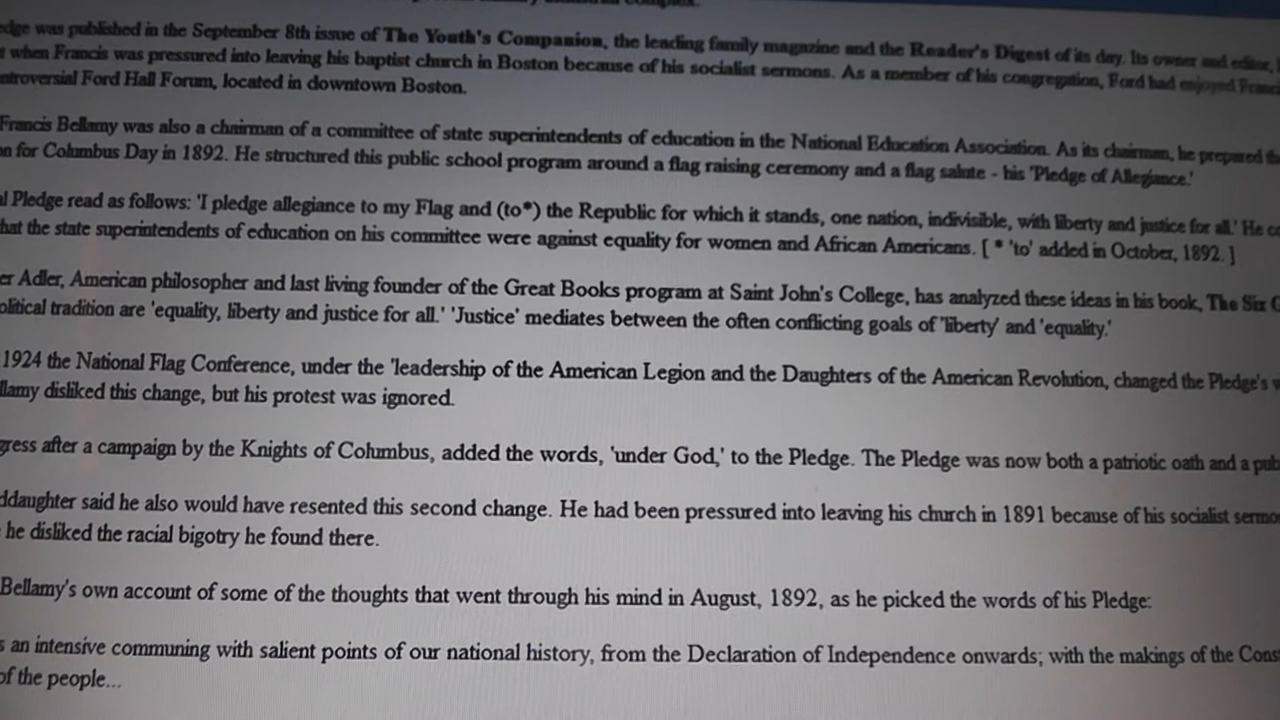 edge was published in the September 8th issue of The Youth's Companion, the leading family magazine and the Reader's Digest of its day. Its owner and editor,
t when Francis was pressured into leaving his baptist church in Boston because of his socialist sermons. As a member of his congregation, Ford had enjoyed Franci
ntroversial Ford Hall Forum, located in downtown Boston.
Francis Bellamy was also a chairman of a committee of state superintendents of education in the National Education Association. As its chairman, he prepared the
n for Columbus Day in 1892. He structured this public school program around a flag raising ceremony and a flag salute - his 'Pledge of Allegiance.'
al Pledge read as follows: 'I pledge allegiance to my Flag and (to*) the Republic for which it stands, one nation, indivisible, with liberty and justice for all.' He co
hat the state superintendents of education on his committee were against equality for women and African Americans. [ * 'to' added in October, 1892. ]
er Adler, American philosopher and last living founder of the Great Books program at Saint John's College, has analyzed these ideas in his book, The Six G
olitical tradition are 'equality, liberty and justice for all.' 'Justice' mediates between the often conflicting goals of 'liberty' and 'equality.'
1924 the National Flag Conference, under the 'leadership of the American Legion and the Daughters of the American Revolution, changed the Pledge's w
llamy disliked this change, but his protest was ignored.
gress after a campaign by the Knights of Columbus, added the words, 'under God,' to the Pledge. The Pledge was now both a patriotic oath and a pub
ddaughter said he also would have resented this second change. He had been pressured into leaving his church in 1891 because of his socialist sermo
he disliked the racial bigotry he found there.
Bellamy's own account of some of the thoughts that went through his mind in August, 1892, as he picked the words of his Pledge:
s an intensive communing with salient points of our national history, from the Declaration of Independence onwards; with the makings of the Cons
of the people...